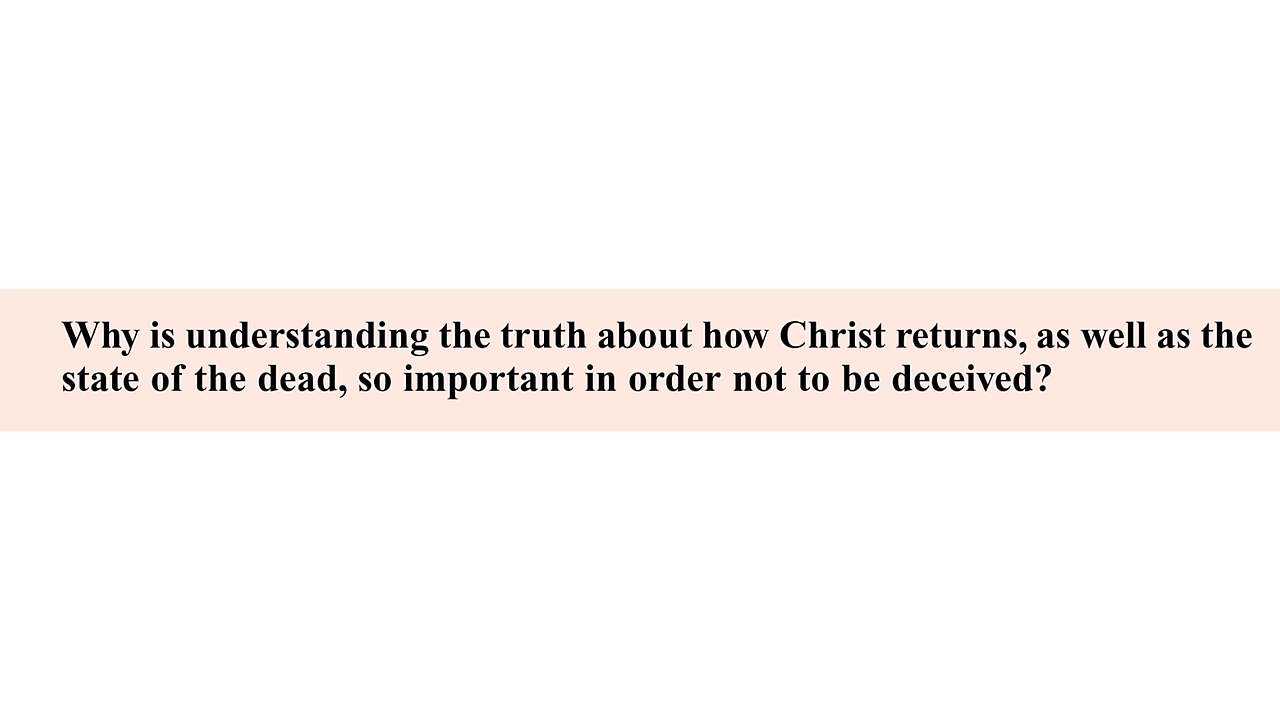 Why is understanding the truth about how Christ returns, as well as the
state of the dead, so important in order not to be deceived?